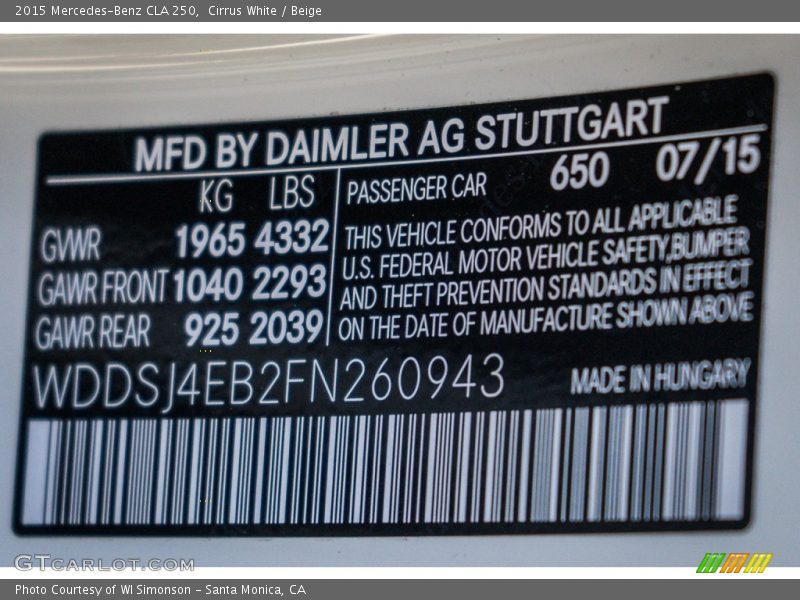 2015 Mercedes-Benz CLA 250, Cirrus White / Beige
MFD BY DAIMLER AG STUTTGART
KG LBS
GVWR 1965 4332
GAWR FRONT 1040 2293
GAWR REAR 925 2039
PASSENGER CAR 650 07/15
THIS VEHICLE CONFORMS TO ALL APPLICABLE
U.S. FEDERAL MOTOR VEHICLE SAFETY,BUMPER
AND THEFT PREVENTION STANDARDS IN EFFECT
ON THE DATE OF MANUFACTURE SHOWN ABOVE
WDDSJ4EB2FN260943
MADE IN HUNGARY
GTCARLOT.COM
Photo Courtesy of WI Simonson - Santa Monica, CA